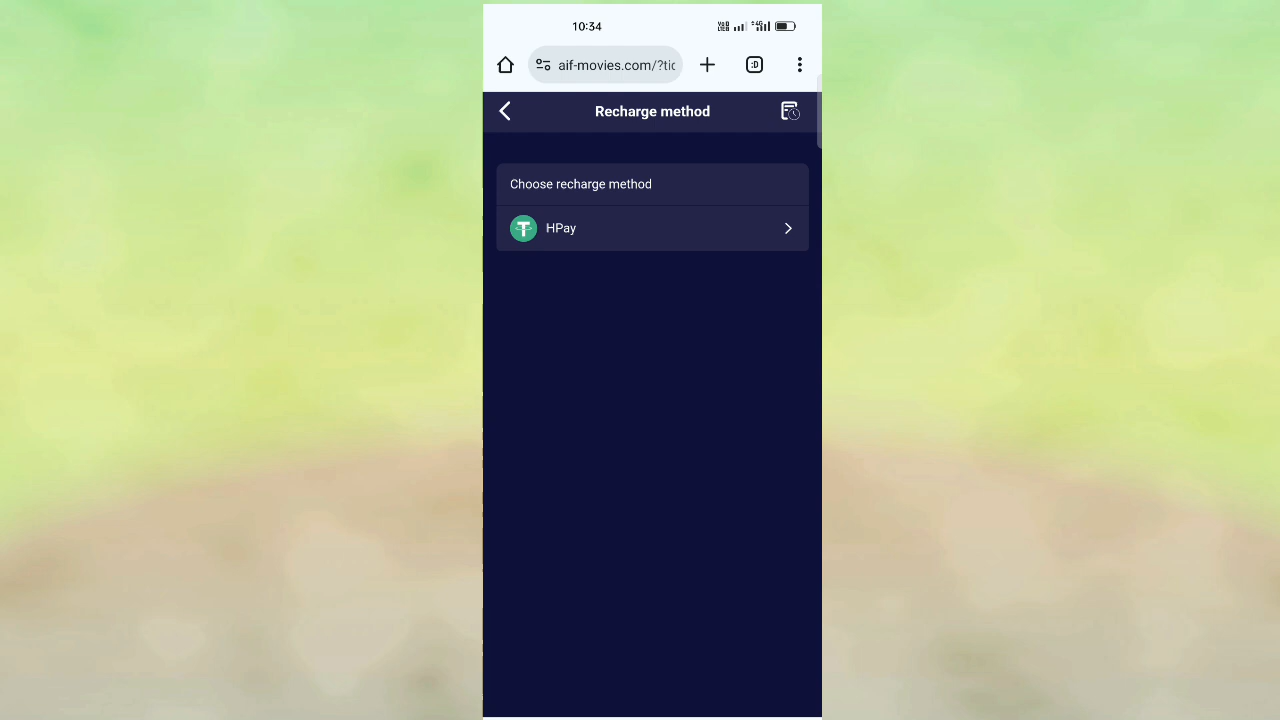 10:34
aif-movies.com/?tic
Recharge method
Choose recharge method
HPay